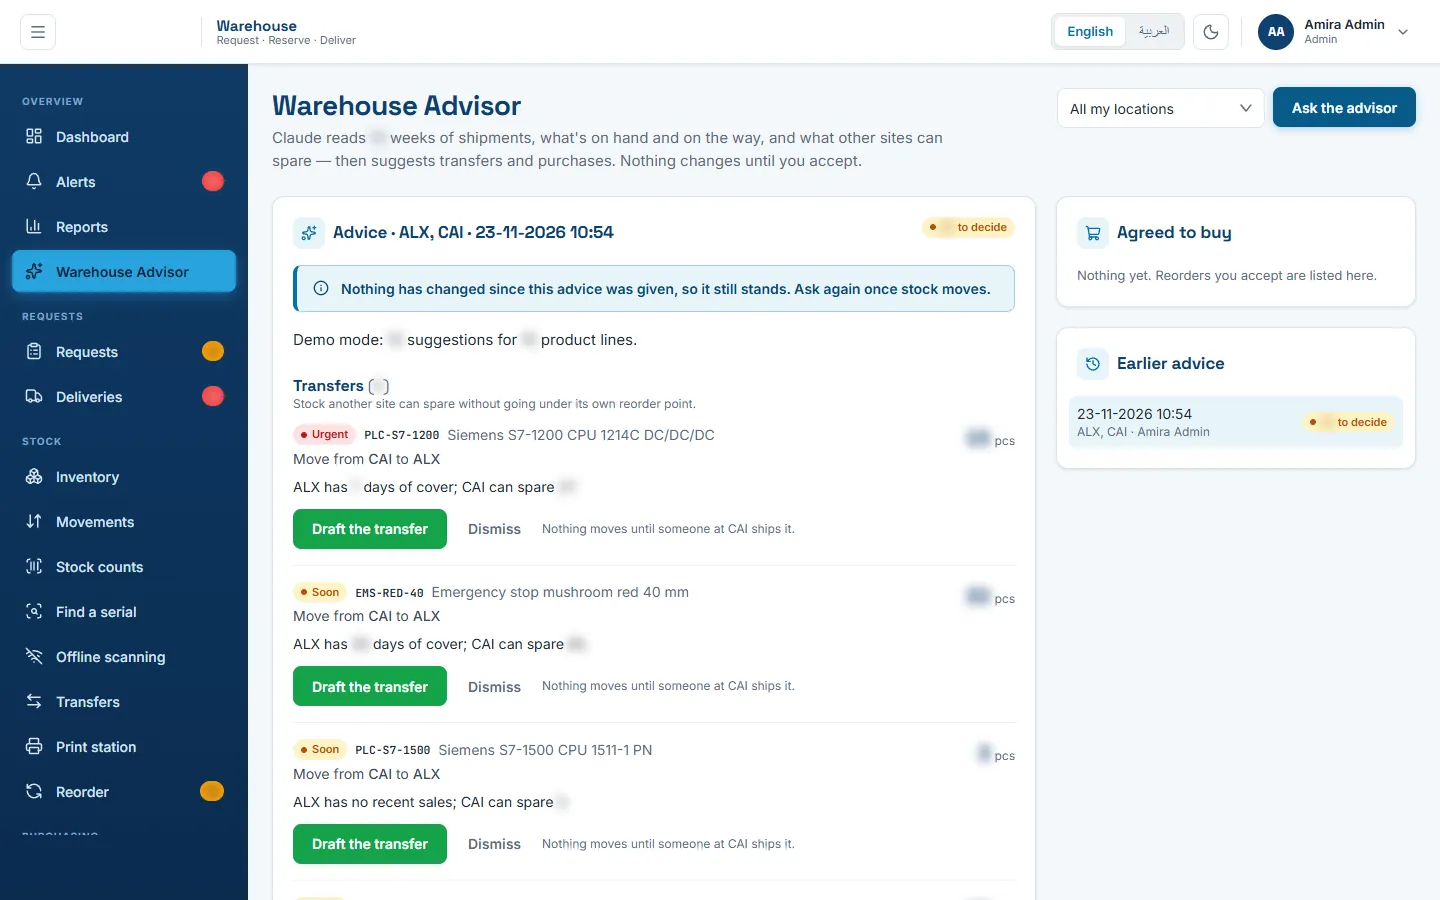 Warehouse
Request · Reserve · Deliver
English
العربية
AA
Amira Admin
Admin
OVERVIEW
Dashboard
Alerts
Reports
Warehouse Advisor
REQUESTS
Requests
Deliveries
STOCK
Inventory
Movements
Stock counts
Find a serial
Offline scanning
Transfers
Print station
Reorder
PURCHASING
Warehouse Advisor
Claude reads weeks of shipments, what's on hand and on the way, and what other sites can
spare — then suggests transfers and purchases. Nothing changes until you accept.
All my locations
Ask the advisor
Advice · ALX, CAI · 23-11-2026 10:54
to decide
Nothing has changed since this advice was given, so it still stands. Ask again once stock moves.
Demo mode: suggestions for product lines.
Transfers ( )
Stock another site can spare without going under its own reorder point.
Urgent PLC-S7-1200 Siemens S7-1200 CPU 1214C DC/DC/DC
pcs
Move from CAI to ALX
ALX has days of cover; CAI can spare
Draft the transfer Dismiss Nothing moves until someone at CAI ships it.
Soon EMS-RED-40 Emergency stop mushroom red 40 mm
pcs
Move from CAI to ALX
ALX has days of cover; CAI can spare
Draft the transfer Dismiss Nothing moves until someone at CAI ships it.
Soon PLC-S7-1500 Siemens S7-1500 CPU 1511-1 PN
pcs
Move from CAI to ALX
ALX has no recent sales; CAI can spare
Draft the transfer Dismiss Nothing moves until someone at CAI ships it.
Agreed to buy
Nothing yet. Reorders you accept are listed here.
Earlier advice
23-11-2026 10:54
ALX, CAI · Amira Admin
to decide